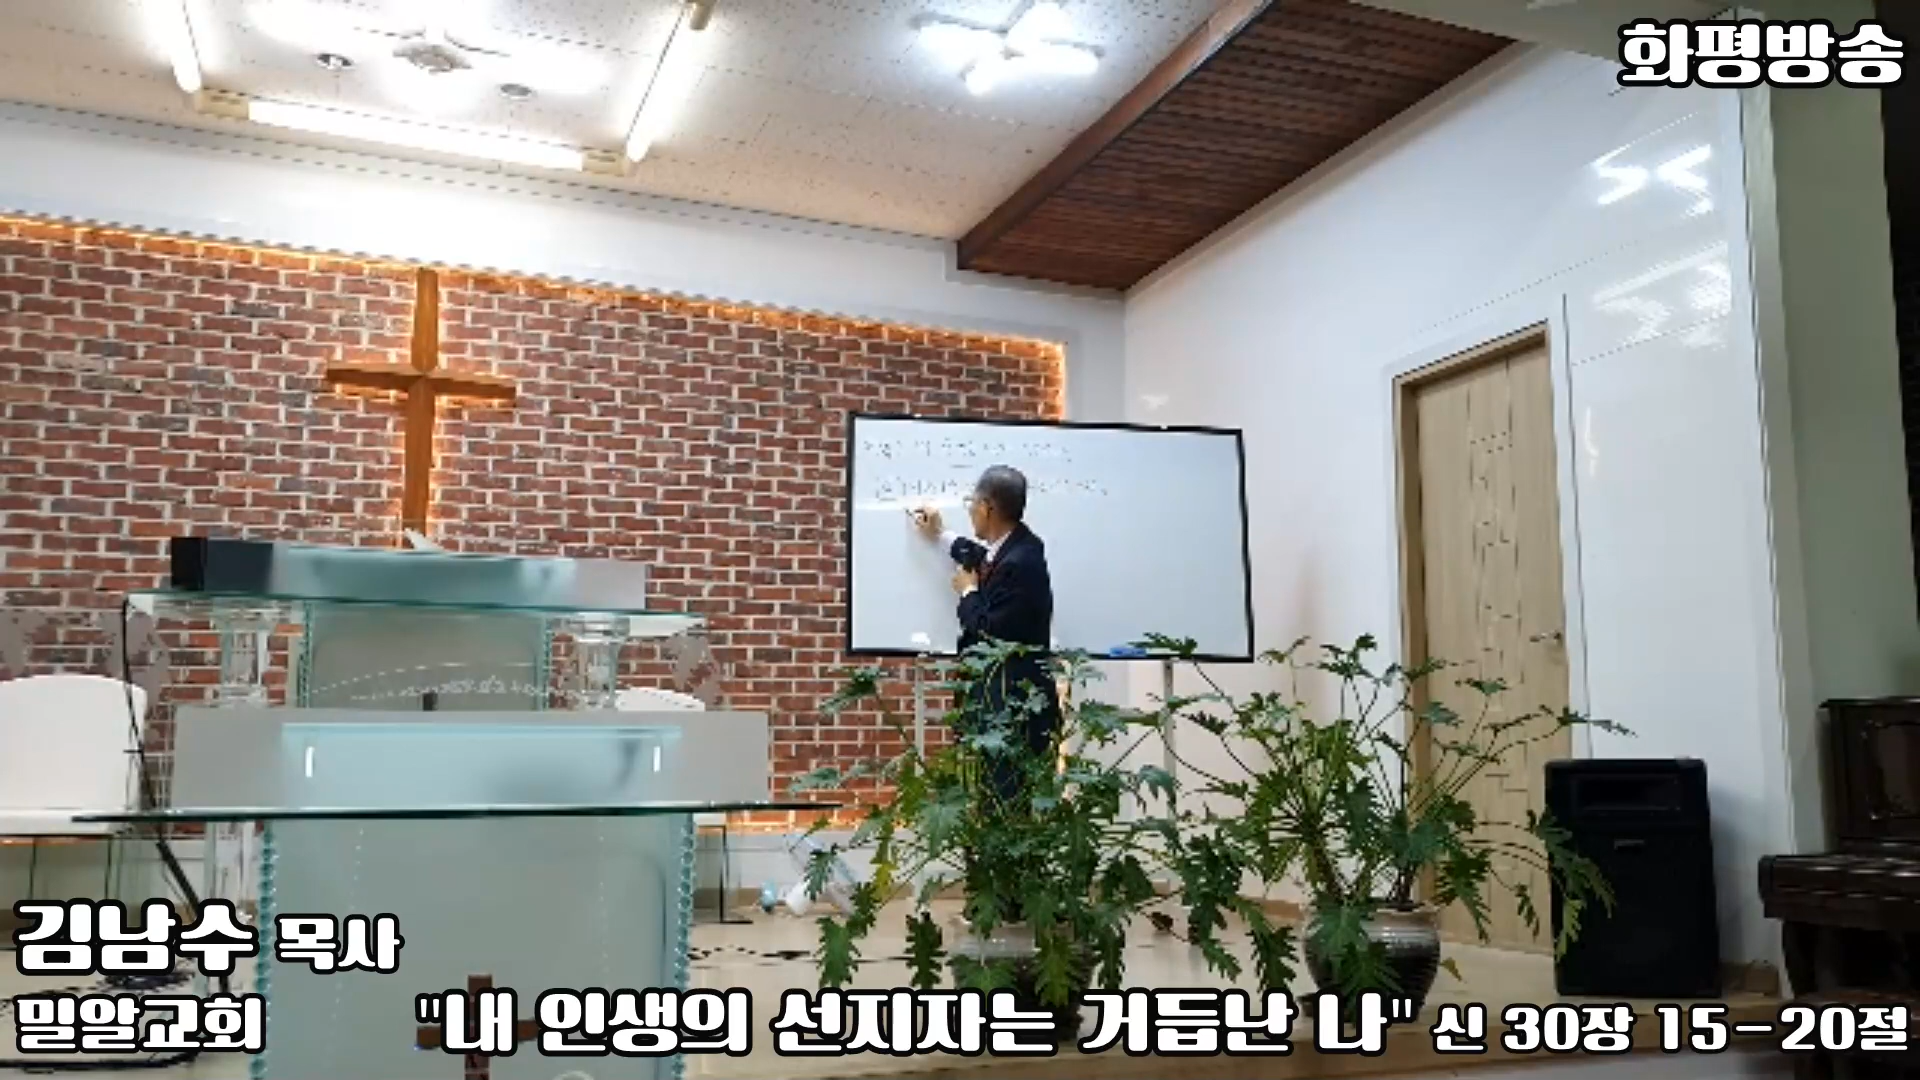 화평방송
김남수 목사
밀알교회
"내 인생의 선지자는 거듭난 나" 신 30장 15-20절